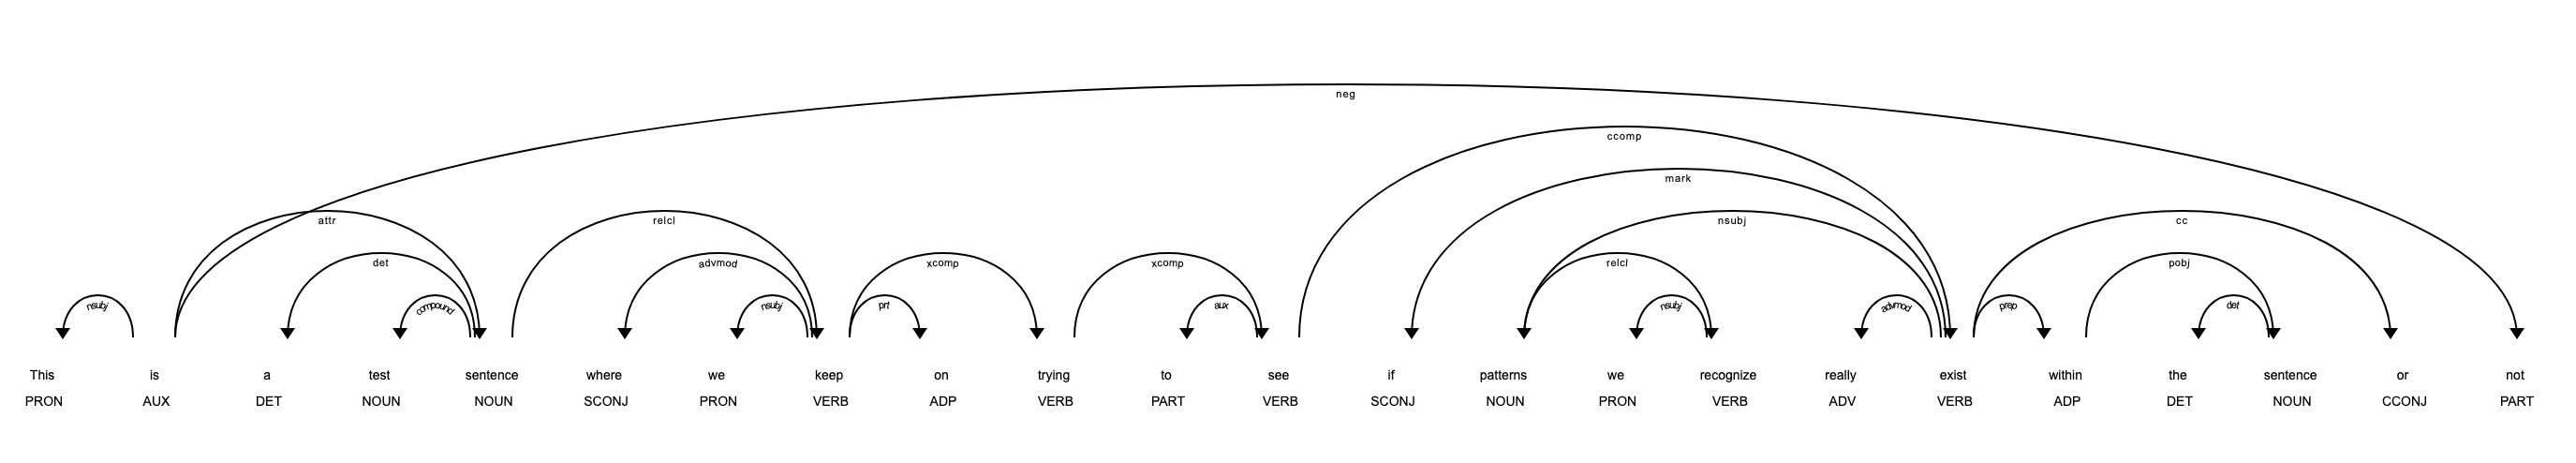 neg
ccomp
mark
attr relcl nsubj cc
det advmod xcomp xcomp relcl pobj
nsubj compound nsubj prt aux nsubj advmod prep det
This is a test sentence where we keep on trying to see if patterns we recognize really exist within the sentence or not
PRON AUX DET NOUN NOUN SCONJ PRON VERB ADP VERB PART VERB SCONJ NOUN PRON VERB ADV VERB ADP DET NOUN CCONJ PART